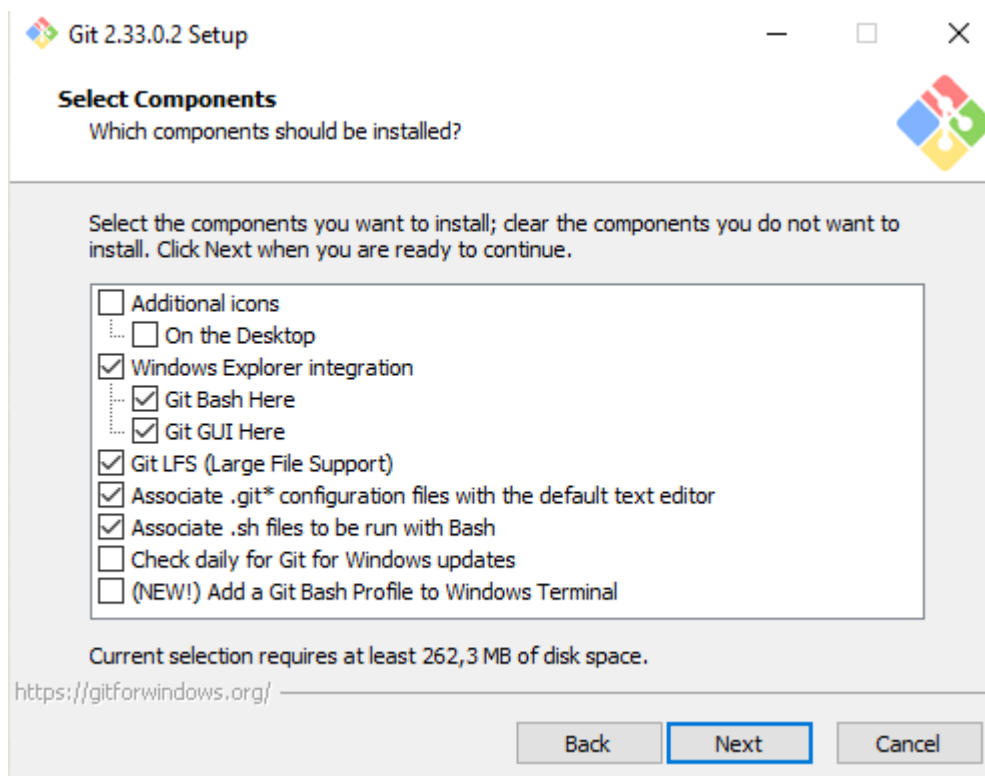 Git 2.33.0.2 Setup
Select Components
Which components should be installed?
Select the components you want to install; clear the components you do not want to
install. Click Next when you are ready to continue.
Additional icons
On the Desktop
Windows Explorer integration
Git Bash Here
Git GUI Here
Git LFS (Large File Support)
Associate .git* configuration files with the default text editor
Associate .sh files to be run with Bash
Check daily for Git for Windows updates
(NEW!) Add a Git Bash Profile to Windows Terminal
Current selection requires at least 262,3 MB of disk space.
https://gitforwindows.org/
Back Next Cancel